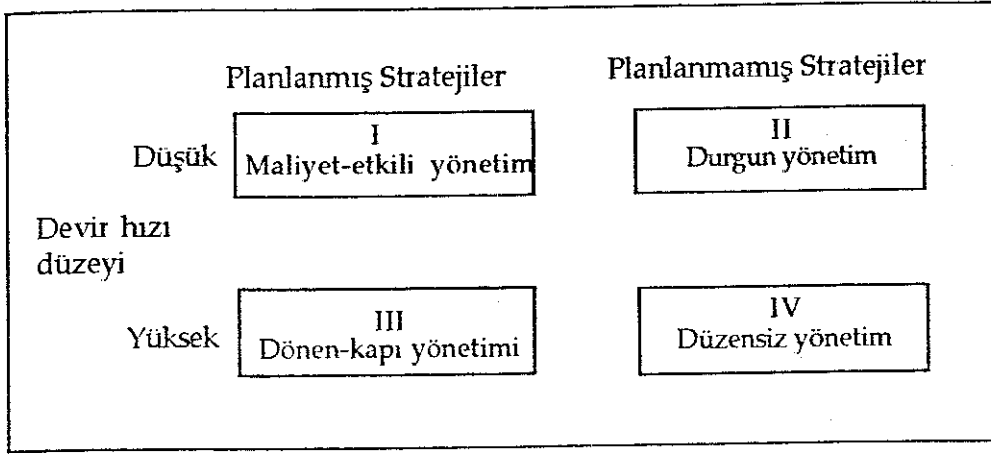 Planlanmış Stratejiler
Planlanmamış Stratejiler
Düşük
I
Maliyet-etkili yönetim
II
Durgun yönetim
Devir hızı
düzeyi
Yüksek
III
Dönen-kapı yönetimi
IV
Düzensiz yönetim